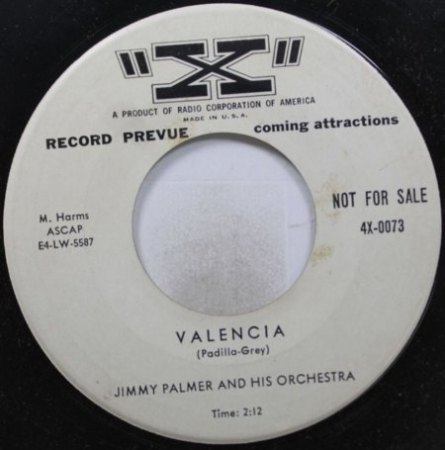 "X"
A PRODUCT OF RADIO CORPORATION OF AMERICA
MADE IN U.S.A.
RECORD PREVUE coming attractions
M. Harms
ASCAP
E4-LW-5587
NOT FOR SALE
4X-0073
VALENCIA
(Padilla-Grey)
JIMMY PALMER AND HIS ORCHESTRA
Time: 2:12